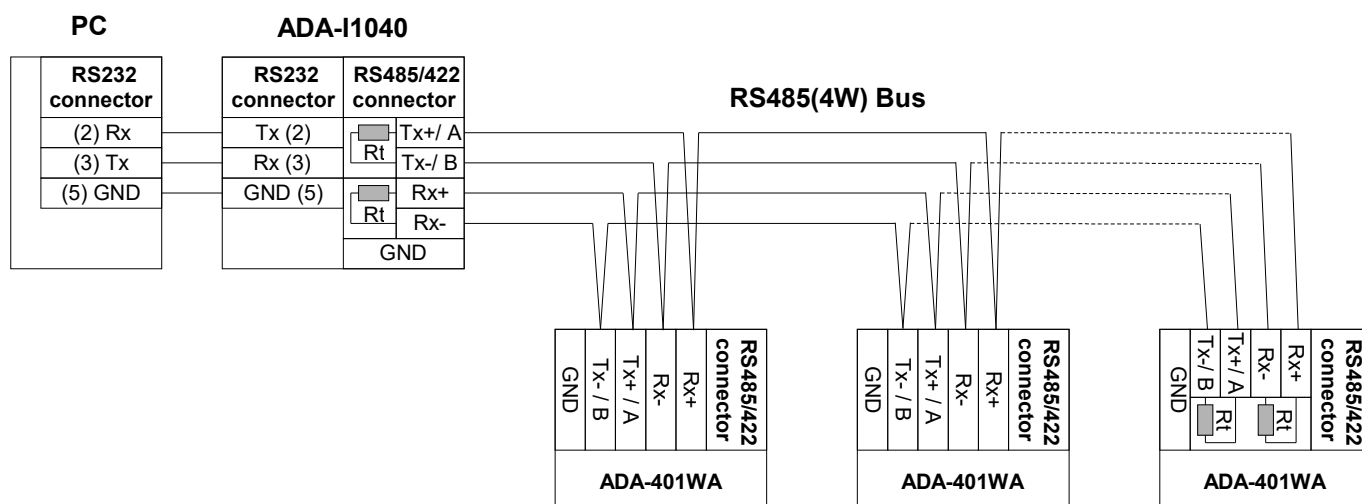 PC
ADA-I1040
RS485(4W) Bus
RS232
connector
(2) Rx
(3) Tx
(5) GND
RS232
connector
Tx (2)
Rx (3)
GND (5)
RS485/422
connector
Rt
Tx+/ A
Tx-/ B
Rt
Rx+
Rx-
GND
GND
Tx- / B
Tx+ / A
Rx-
Rx+
RS485/422
connector
ADA-401WA
GND
Tx- / B
Tx+ / A
Rx-
Rx+
RS485/422
connector
ADA-401WA
GND
Tx-/ B
Tx+/ A
Rx-
Rx+
Rt
Rt
RS485/422
connector
ADA-401WA